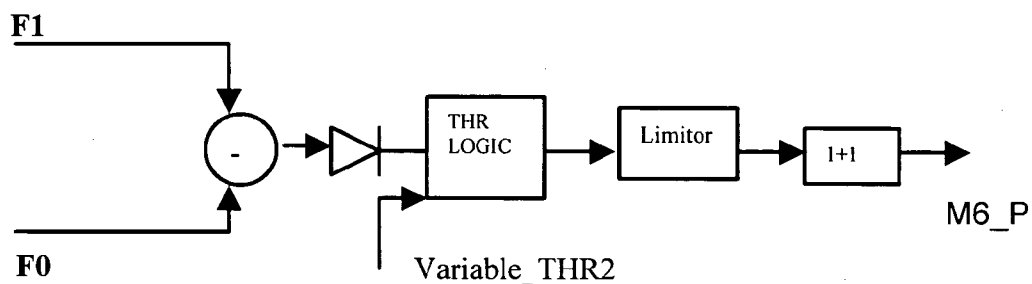 F1
-
THR
LOGIC
Limitor
1+1
M6_P
F0
Variable_THR2